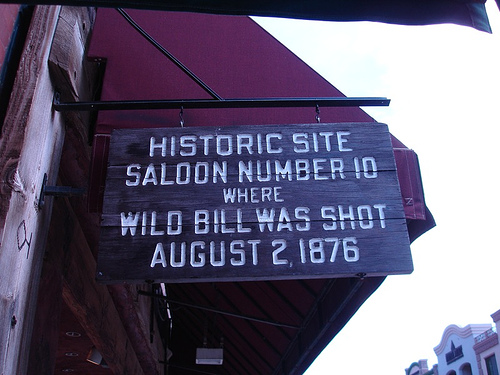 HISTORIC SITE
SALOON NUMBER 10
WHERE
WILD BILL WAS SHOT
AUGUST 2, 1876